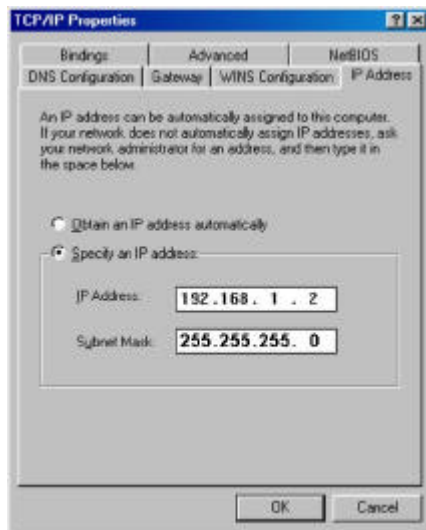 TCP/IP Properties
Bindings Advanced NetBIOS
DNS Configuration Gateway WINS Configuration IP Address
An IP address can be automatically assigned to this computer.
If your network does not automatically assign IP addresses, ask
your network administrator for an address, and then type it in
the space below.
Obtain an IP address automatically
Specify an IP address:
IP Address: 192.168. 1 . 2
Subnet Mask: 255.255.255. 0
OK Cancel